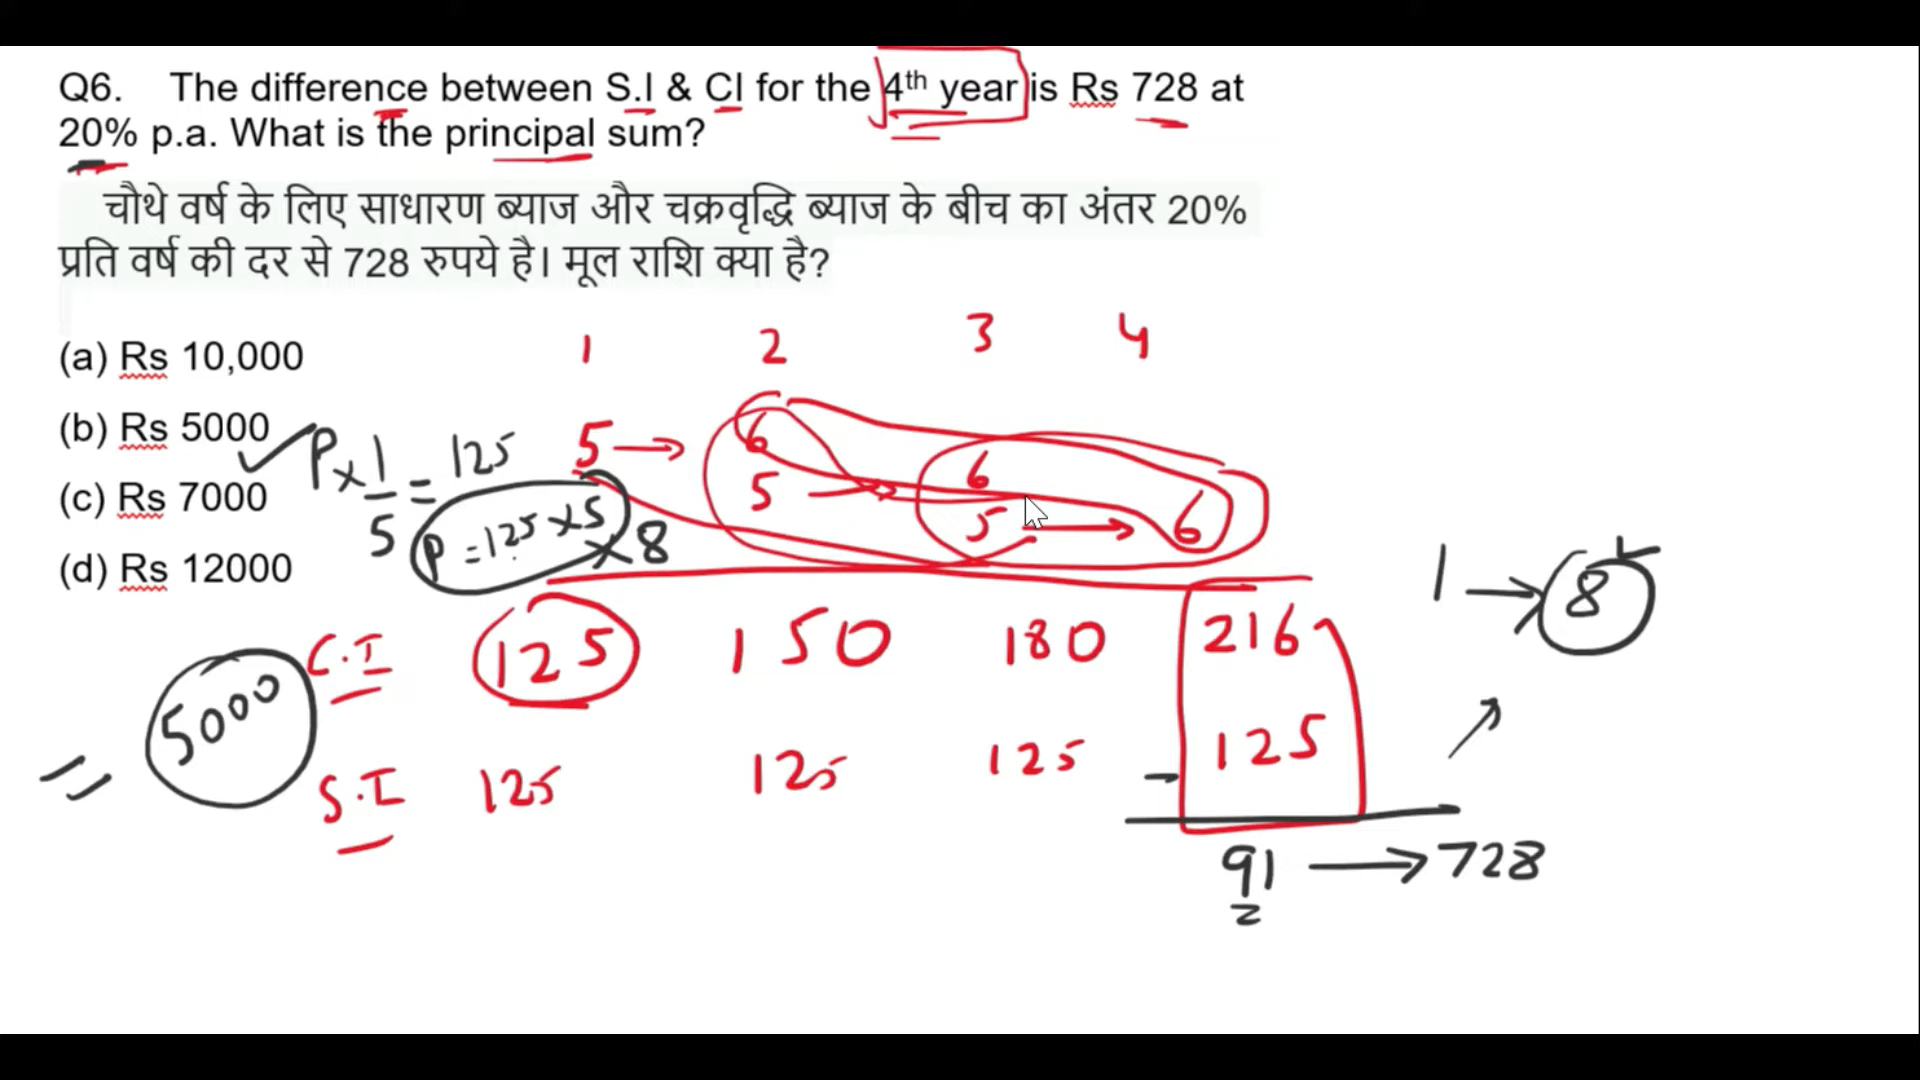 Q6. The difference between S.I & CI for the 4th year is Rs 728 at
20% p.a. What is the principal sum?
चौथे वर्ष के लिए साधारण ब्याज और चक्रवृद्धि ब्याज के बीच का अंतर 20%
प्रति वर्ष की दर से 728 रुपये है। मूल राशि क्या है?
(a) Rs 10,000
(b) Rs 5000
(c) Rs 7000
(d) Rs 12000
1 2 3 4
5 → 6 6
5 → 5 → 6
P × 1/5 = 125
P = 125 × 5 × 8
1 → 8
C.I 125 150 180 216
S.I 125 125 125 - 125
= 5000
91 → 728